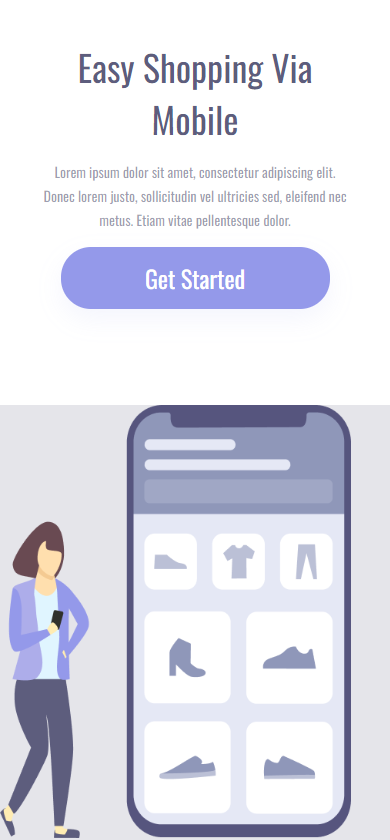 Easy Shopping Via
Mobile
Lorem ipsum dolor sit amet, consectetur adipiscing elit.
Donec lorem justo, sollicitudin vel ultricies sed, eleifend nec
metus. Etiam vitae pellentesque dolor.
Get Started